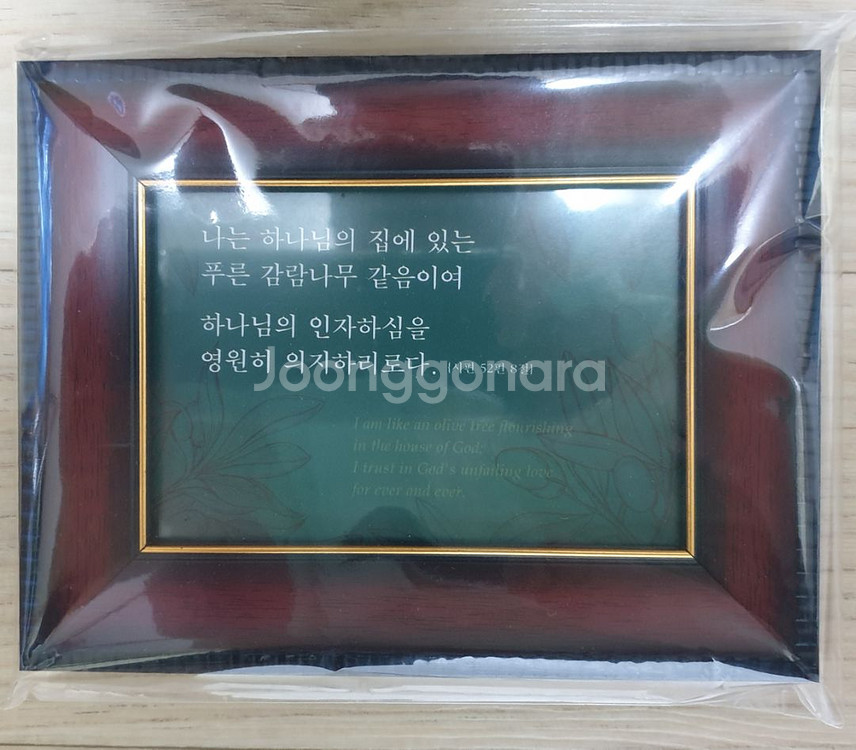 나는 하나님의 집에 있는
푸른 감람나무 같음이여
하나님의 인자하심을
영원히 의지하리로다. [시편 52편 8절]
Joonggonara
I am like an olive tree flourishing
in the house of God;
I trust in God's unfailing love
for ever and ever.